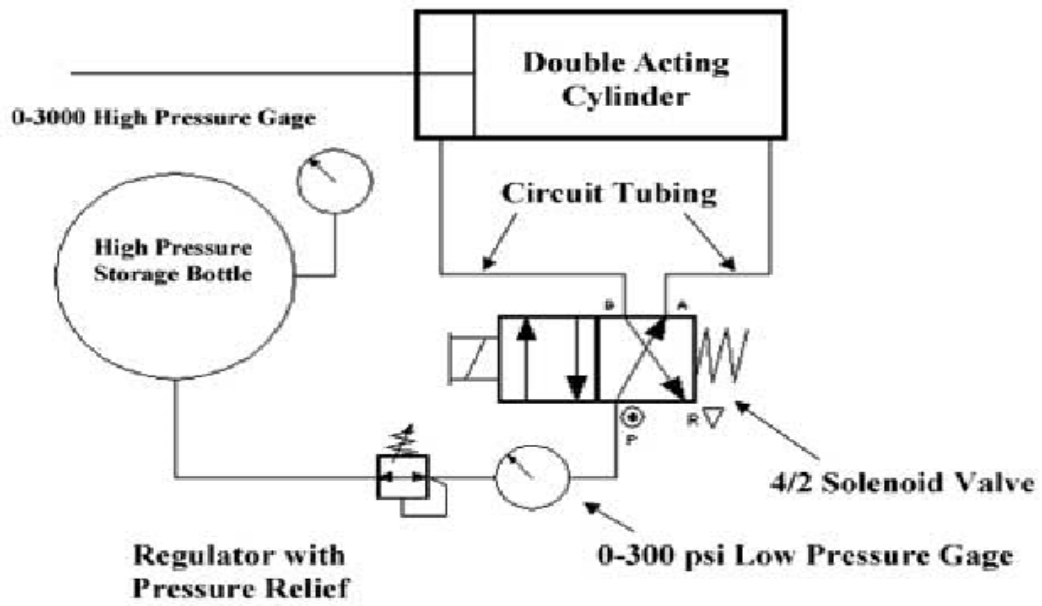 Double Acting
Cylinder
0-3000 High Pressure Gage
Circuit Tubing
High Pressure
Storage Bottle
B A
P
R
4/2 Solenoid Valve
0-300 psi Low Pressure Gage
Regulator with
Pressure Relief